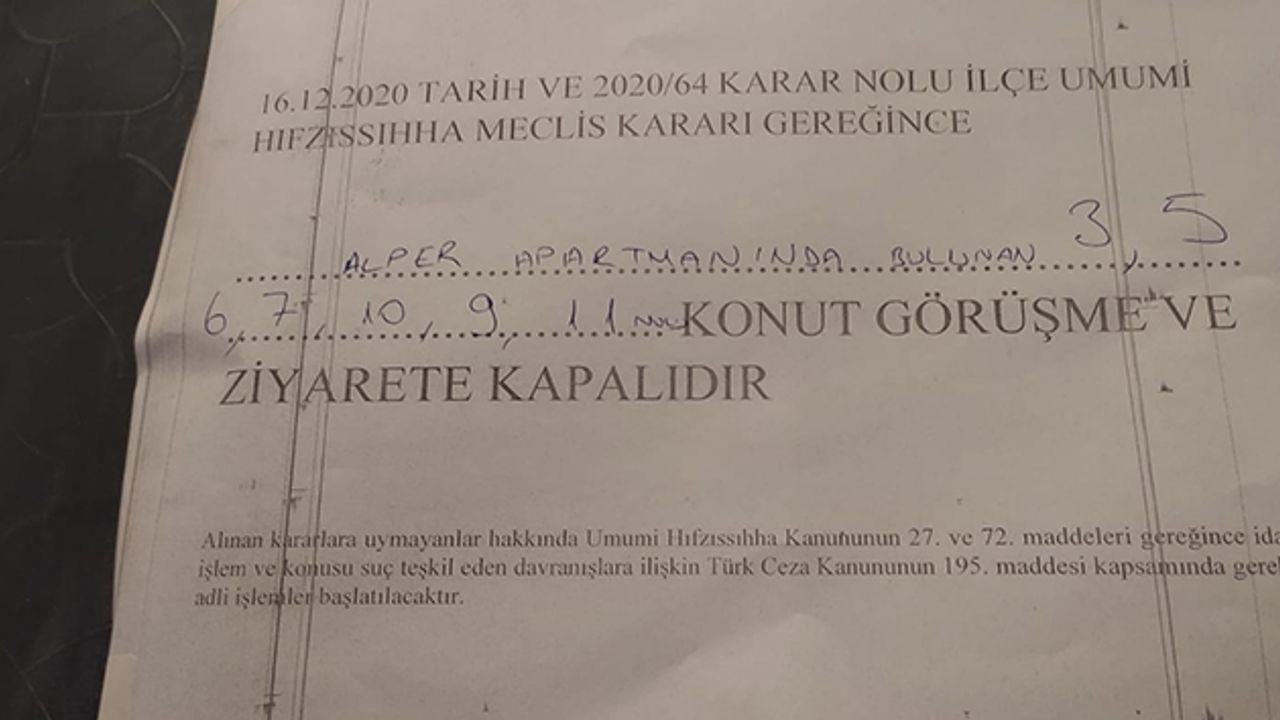 16.12.2020 TARİH VE 2020/64 KARAR NOLU İLÇE UMUMİ
HIFZISSIHHA MECLİS KARARI GEREĞİNCE
ALPER APARTMANI'NDA BULUNAN 3, 5
6, 7, 10, 9, 11 NOLU KONUT GÖRÜŞME VE
ZİYARETE KAPALIDIR
Alınan kararlara uymayanlar hakkında Umumi Hıfzıssıhha Kanununun 27. ve 72. maddeleri gereğince
işlem ve konusu suç teşkil eden davranışlara ilişkin Türk Ceza Kanununun 195. maddesi kapsamında
adli işlemler başlatılacaktır.